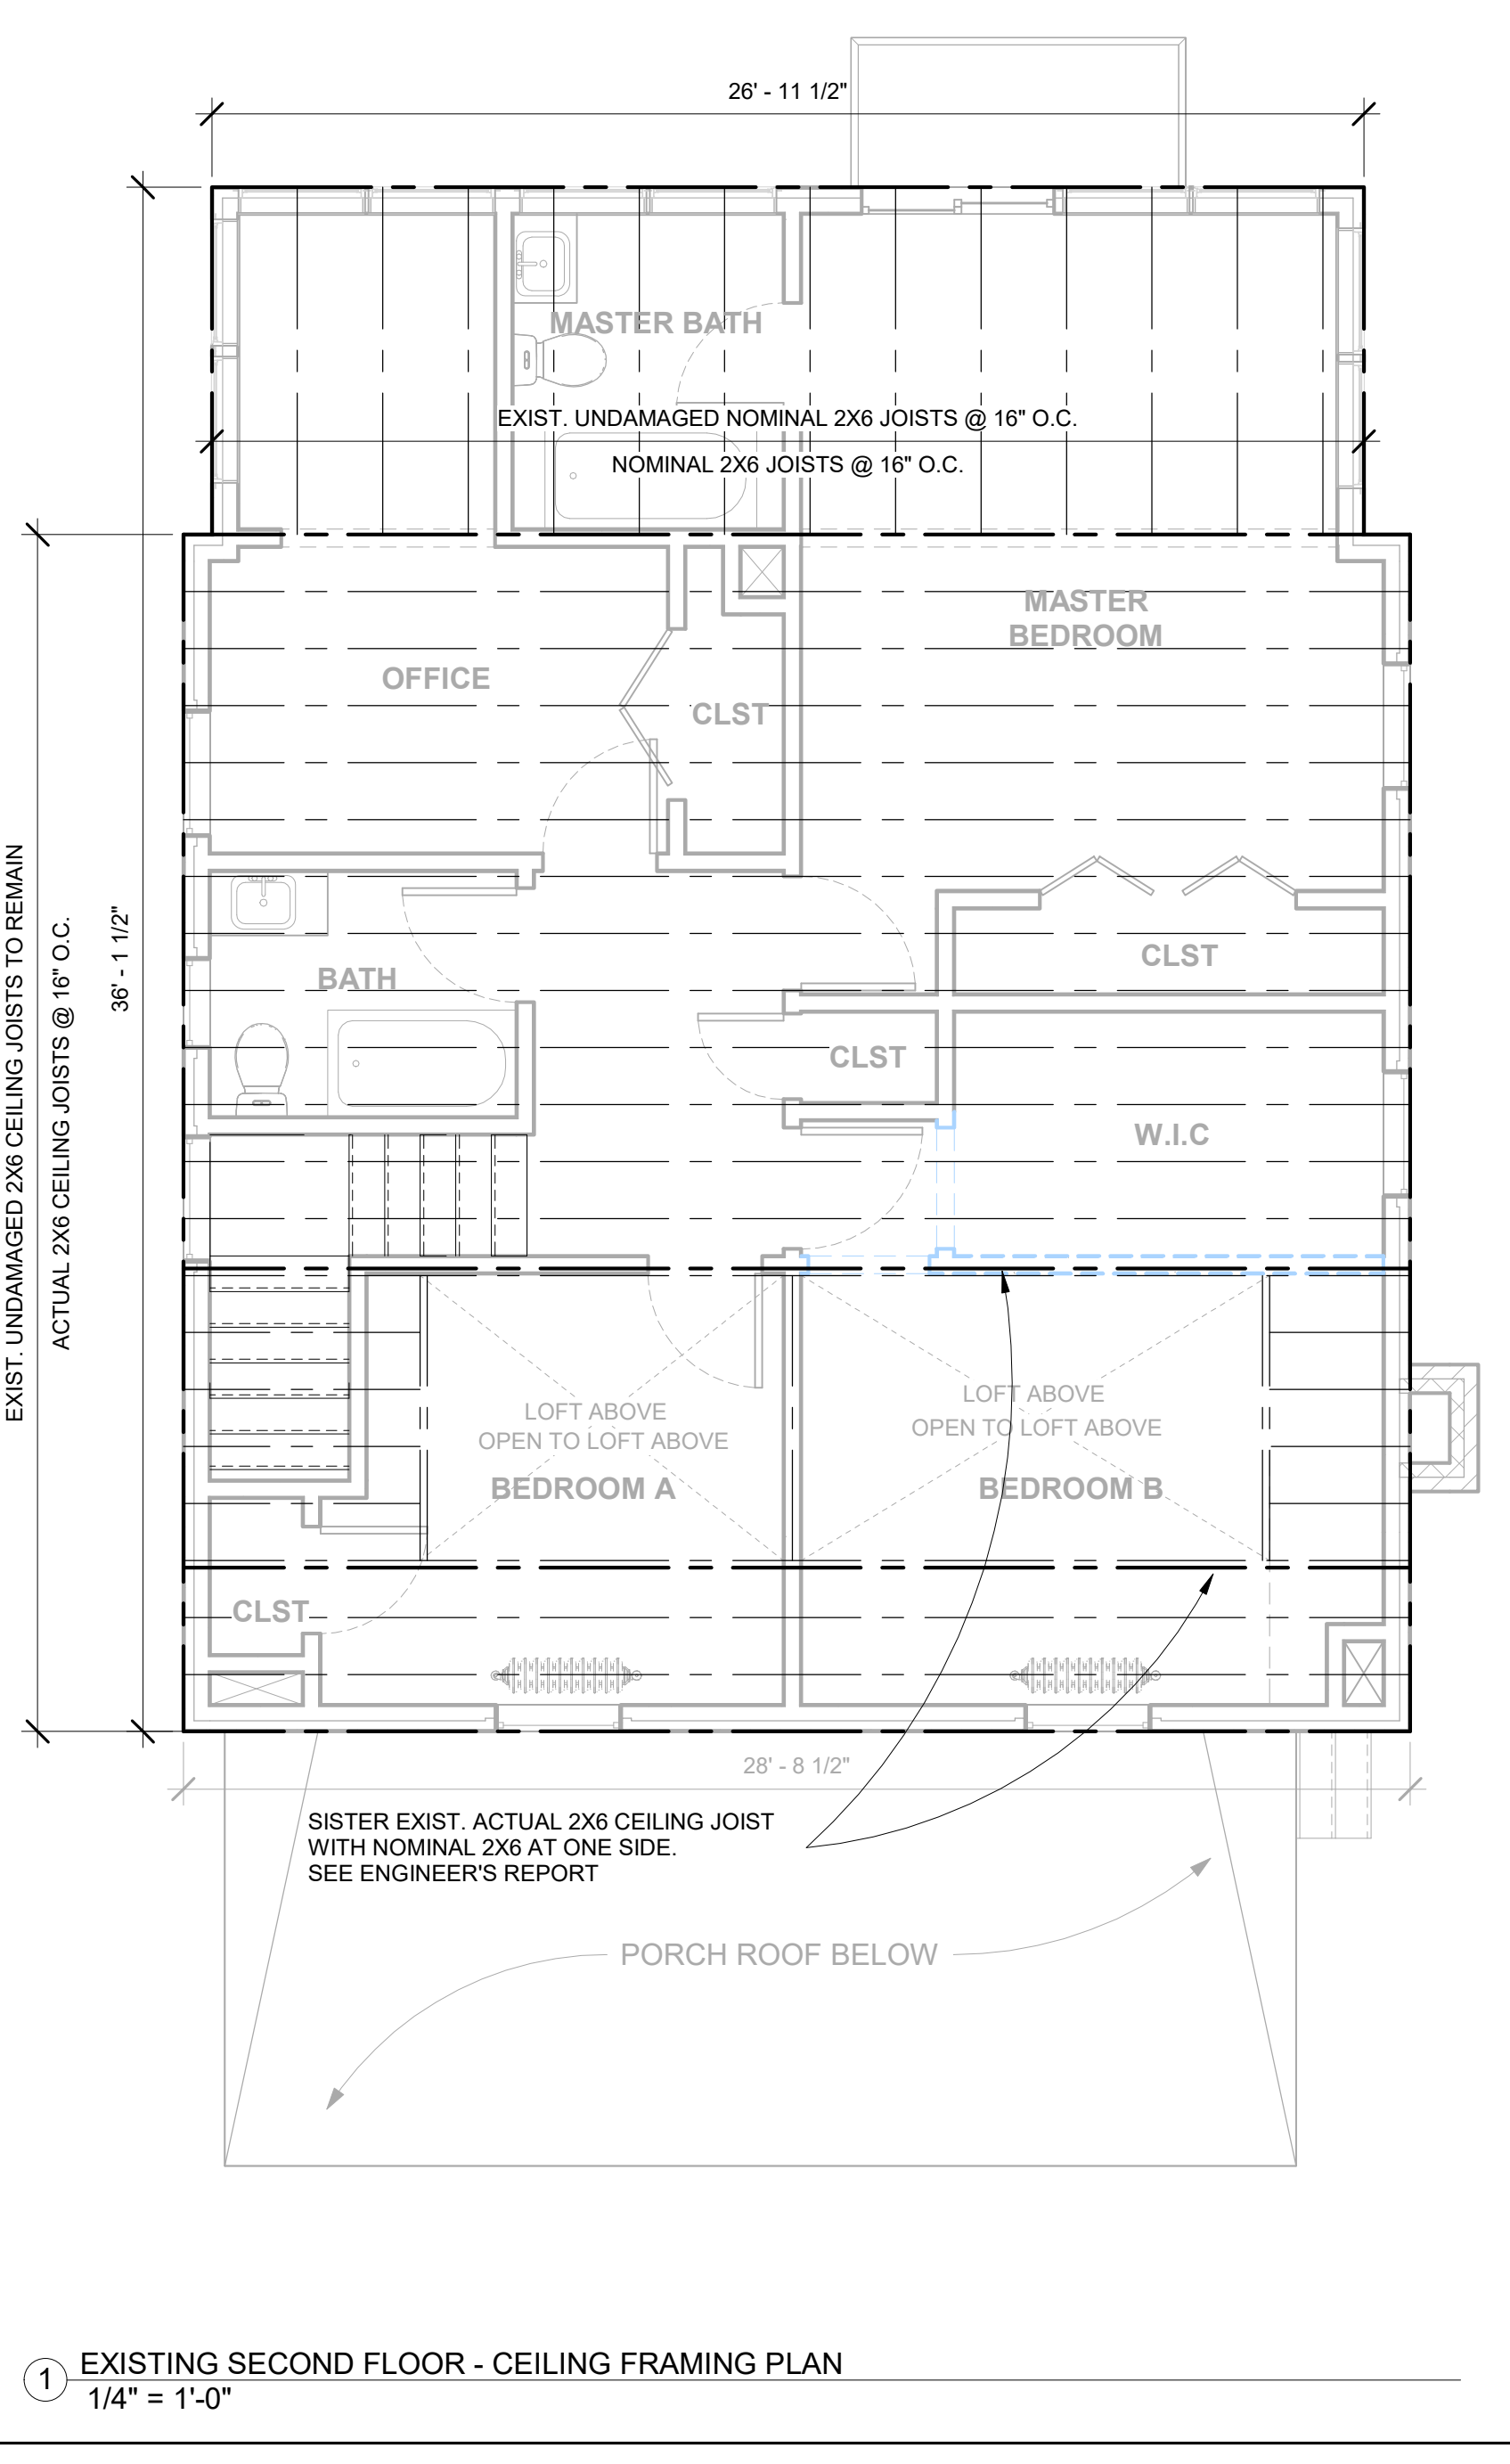 26' - 11 1/2"
MASTER BATH
EXIST. UNDAMAGED NOMINAL 2X6 JOISTS @ 16" O.C.
NOMINAL 2X6 JOISTS @ 16" O.C.
MASTER
BEDROOM
OFFICE
CLST
EXIST. UNDAMAGED 2X6 CEILING JOISTS TO REMAIN
ACTUAL 2X6 CEILING JOISTS @ 16" O.C.
36' - 1 1/2"
BATH
CLST
CLST
W.I.C
LOFT ABOVE
OPEN TO LOFT ABOVE
BEDROOM A
LOFT ABOVE
OPEN TO LOFT ABOVE
BEDROOM B
CLST
28' - 8 1/2"
SISTER EXIST. ACTUAL 2X6 CEILING JOIST
WITH NOMINAL 2X6 AT ONE SIDE.
SEE ENGINEER'S REPORT
PORCH ROOF BELOW
1 EXISTING SECOND FLOOR - CEILING FRAMING PLAN
1/4" = 1'-0"